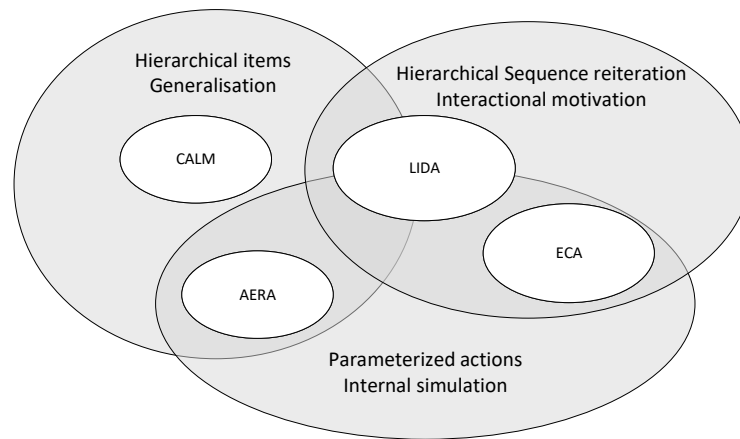 Hierarchical items
Generalisation
Hierarchical Sequence reiteration
Interactional motivation
CALM
LIDA
ECA
AERA
Parameterized actions
Internal simulation